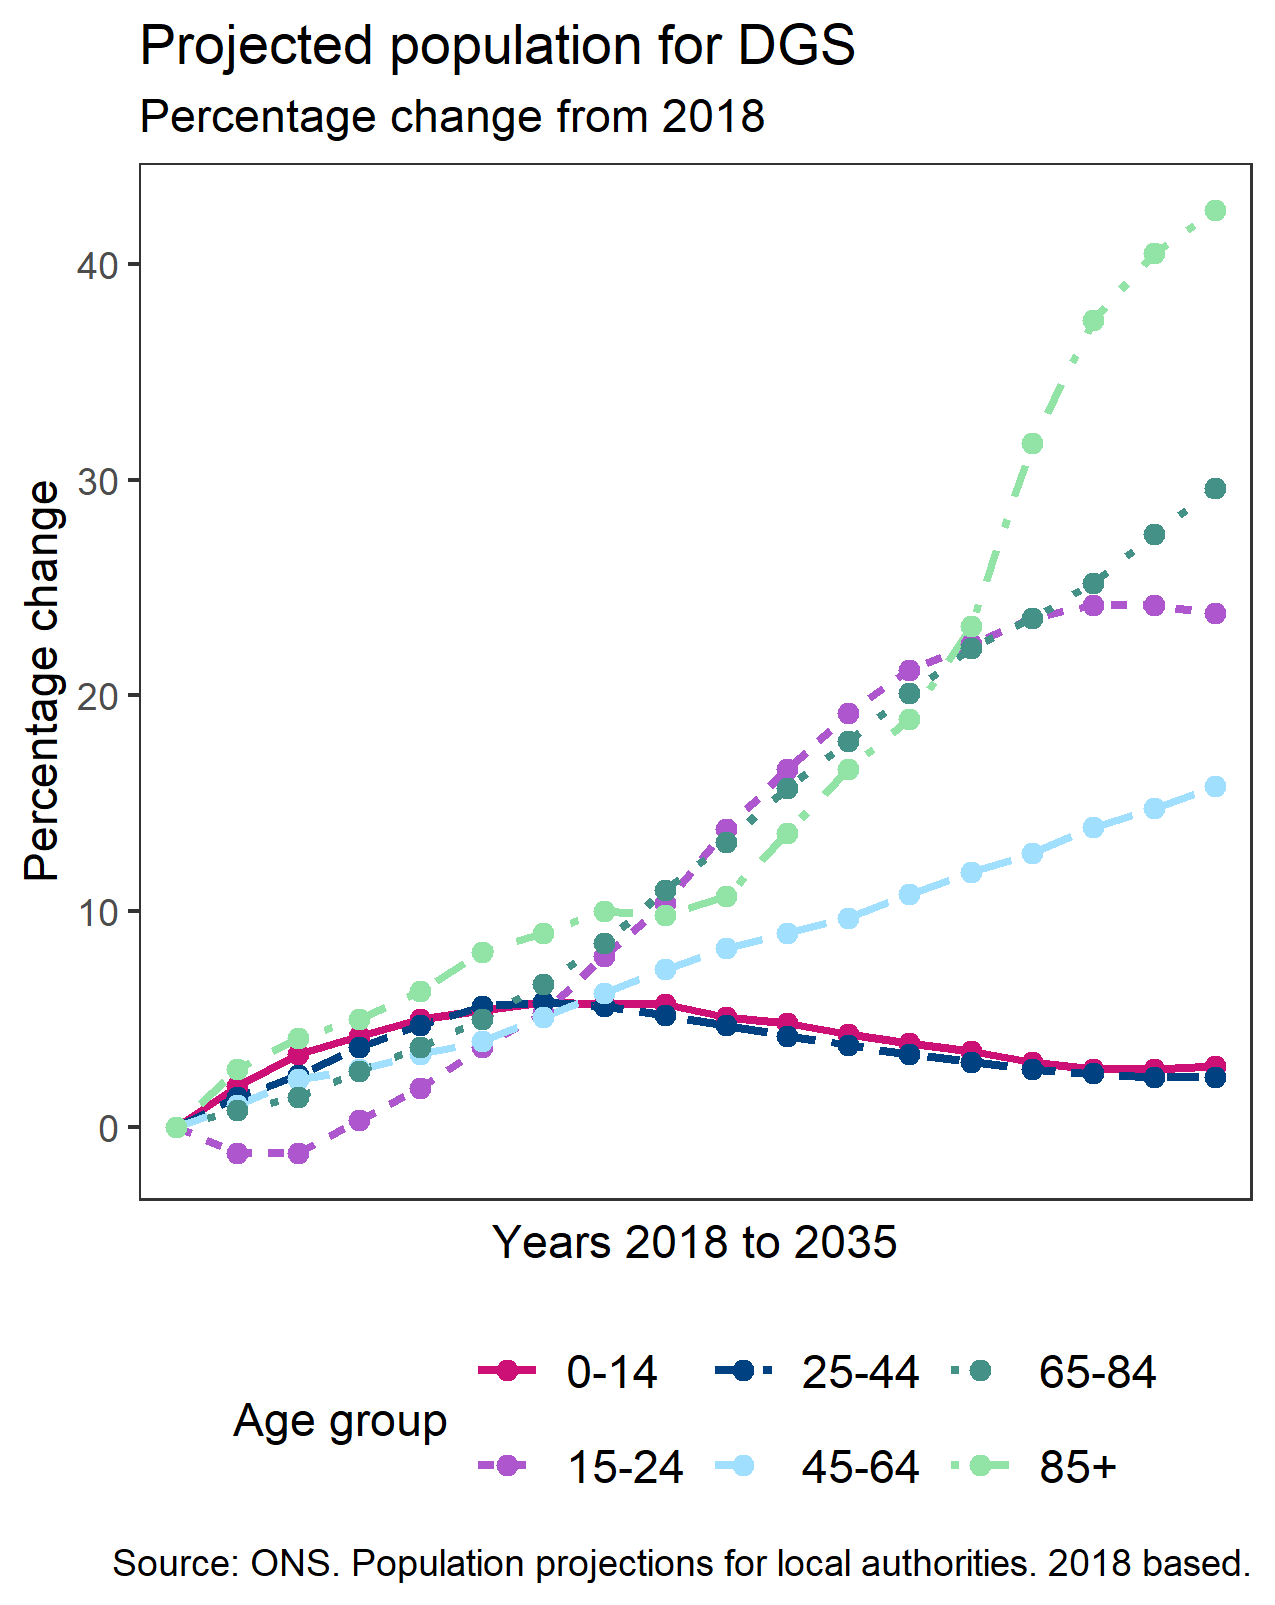 Projected population for DGS
Percentage change from 2018
40
30
20
10
0
Percentage change
Years 2018 to 2035
Age group
0-14
25-44
65-84
15-24
45-64
85+
Source: ONS. Population projections for local authorities. 2018 based.